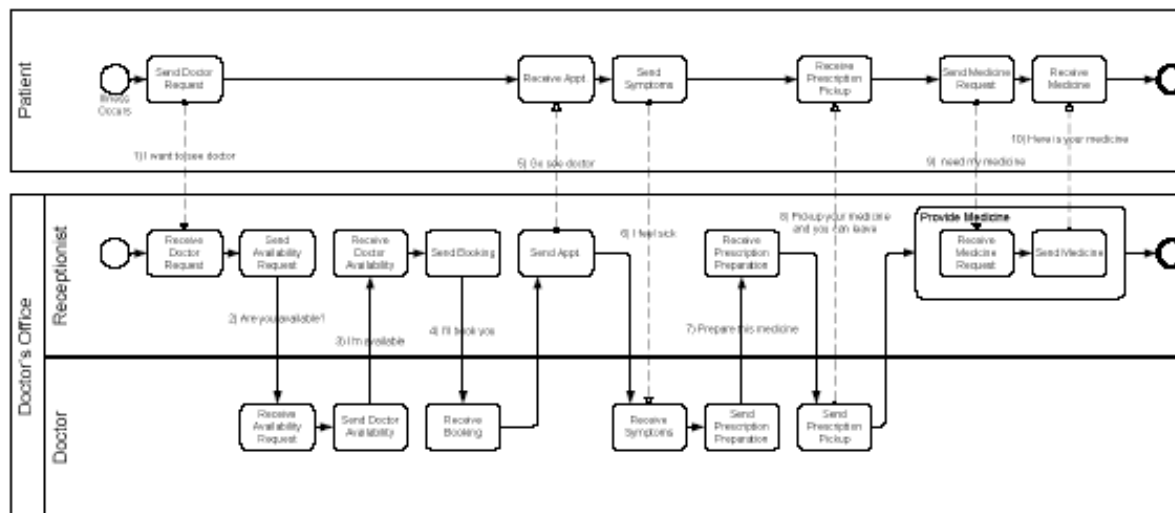 Patient
Illness
Occurs
Send Doctor
Request
Receive Appt.
Send
Symptoms
Receive
Prescription
Pickup
Send Medicine
Request
Receive
Medicine
1) I want to see doctor
5) Go see doctor
9) need my medicine
10) Here is your medicine
Doctor's Office
Receptionist
Receive
Doctor
Request
Send
Availability
Request
Receive
Doctor
Availability
Send Booking
Send Appt.
6) I feel sick
Receive
Prescription
Preparation
8) Pickup your medicine
and you can leave
Provide Medicine
Receive
Medicine
Request
Send Medicine
2) Are you available?
3) I'm available
4) I'll book you
7) Prepare this medicine
Doctor
Receive
Availability
Request
Send Doctor
Availability
Receive
Booking
Receive
Symptoms
Send
Prescription
Preparation
Send
Prescription
Pickup